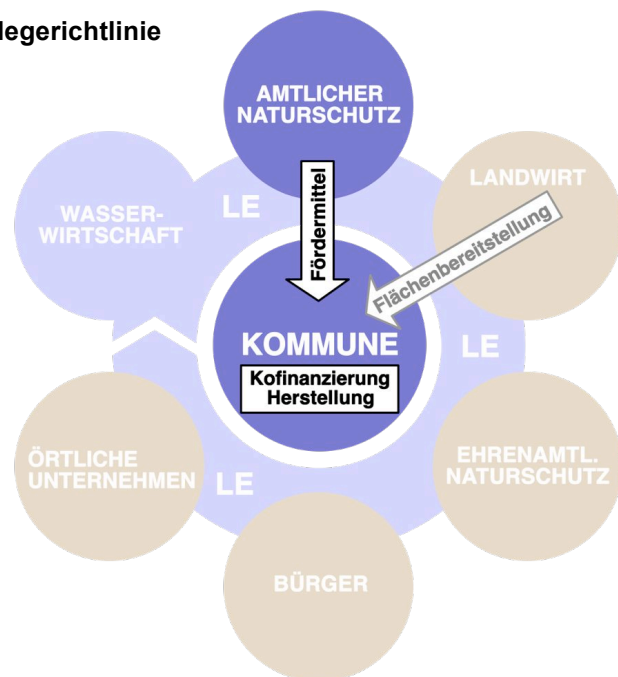 legerichtlinie
AMTLICHER
NATURSCHUTZ
LANDWIRT
WASSER-
WIRTSCHAFT
LE
Fördermittel
Flächenbereitstellung
KOMMUNE
LE
Kofinanzierung
Herstellung
ÖRTLICHE
UNTERNEHMEN
LE
EHRENAMTL.
NATURSCHUTZ
BÜRGER